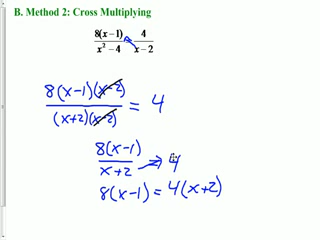 B. Method 2: Cross Multiplying
8(x−1)/(x²−4) = 4/(x−2)
8(x−1)(x−2)/((x+2)(x−2)) = 4
8(x−1)/(x+2) = 4
8(x−1) = 4(x+2)